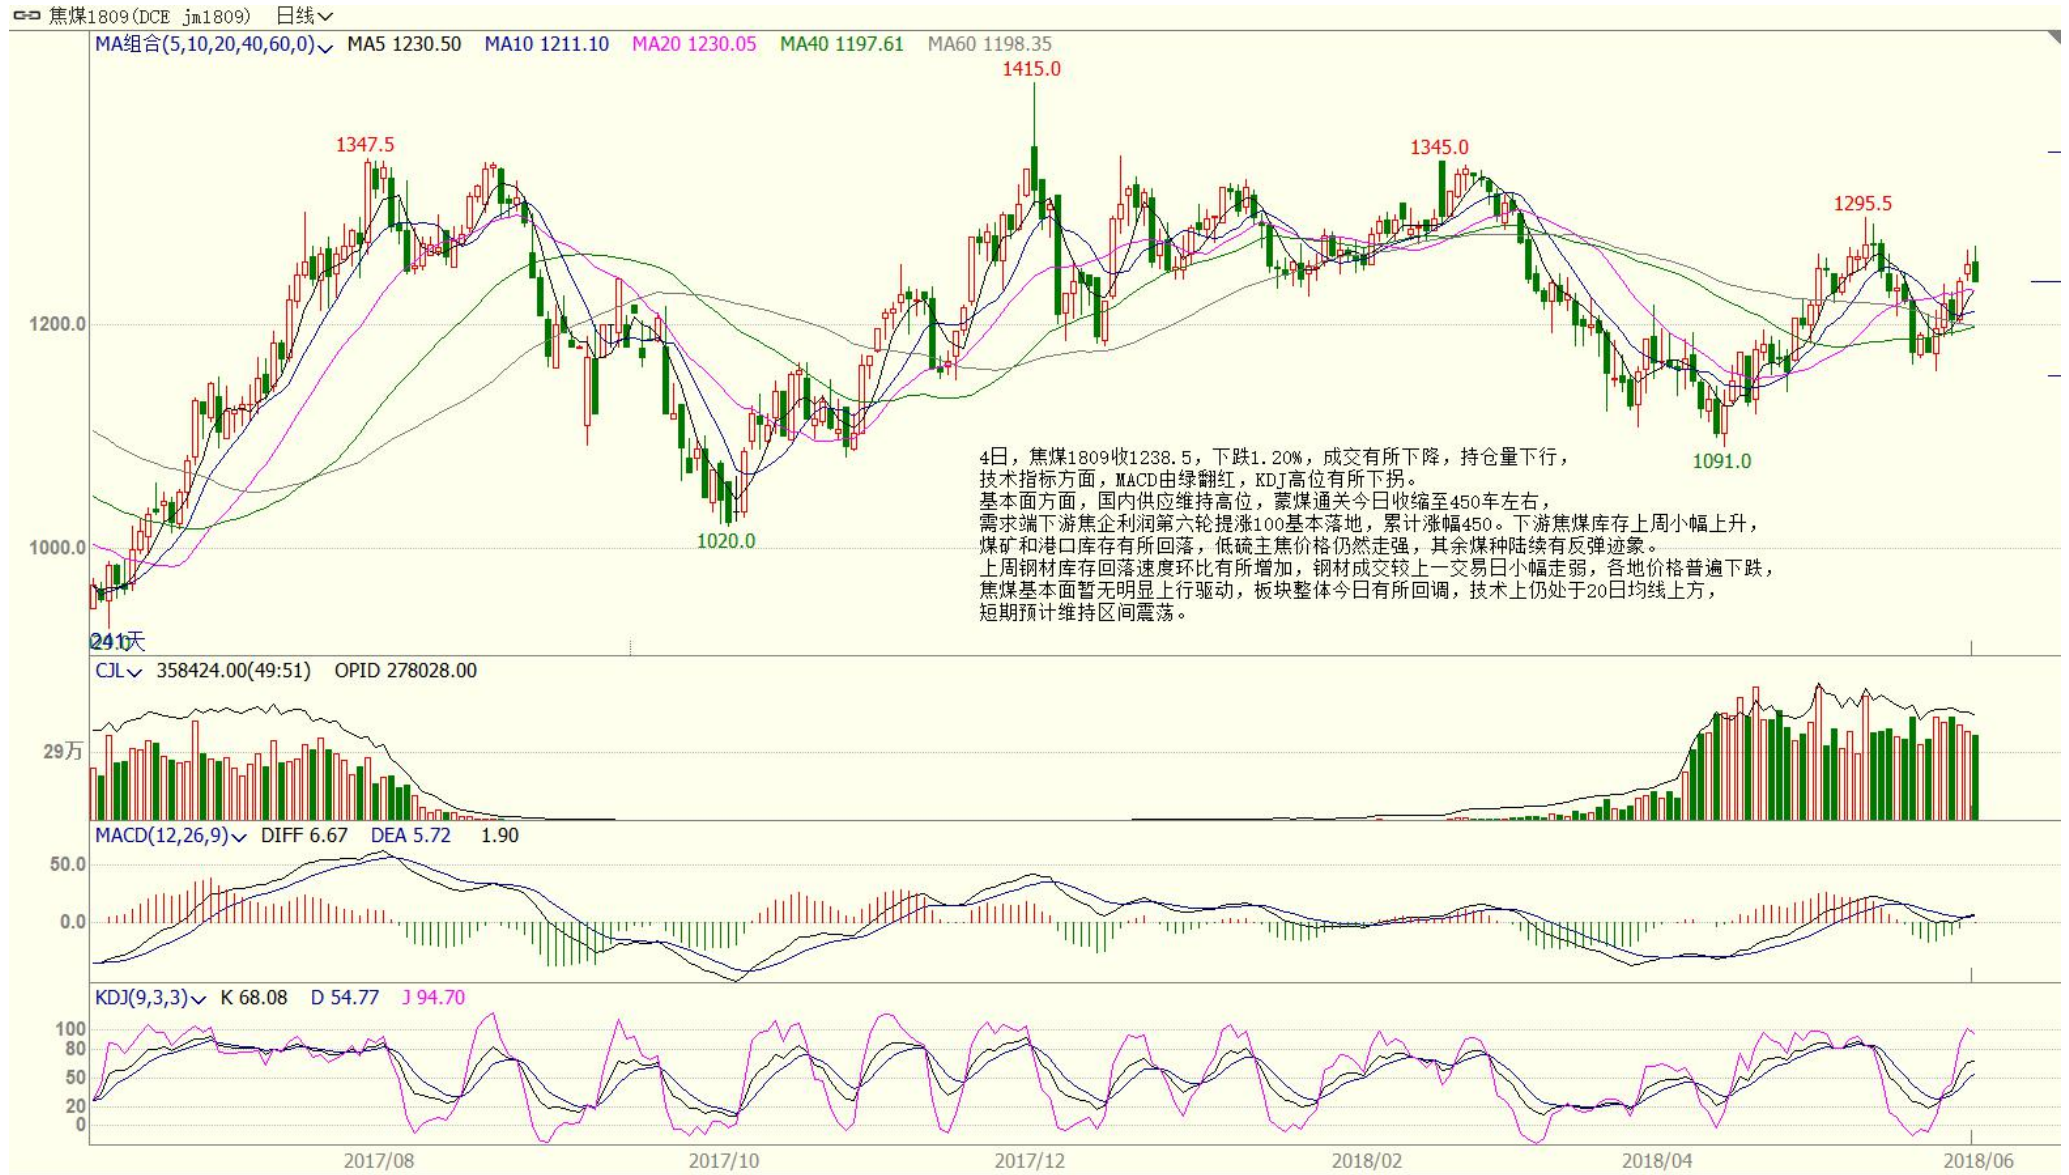 焦煤1809(DCE jm1809) 日线
MA组合(5,10,20,40,60,0) MA5 1230.50 MA10 1211.10 MA20 1230.05 MA40 1197.61 MA60 1198.35
1415.0
1347.5
1345.0
1295.5
1200.0
1091.0
4日，焦煤1809收1238.5，下跌1.20%，成交有所下降，持仓量下行，
技术指标方面，MACD由绿翻红，KDJ高位有所下拐。
基本面方面，国内供应维持高位，蒙煤通关今日收缩至450车左右，
需求端下游焦企利润第六轮提涨100基本落地，累计涨幅450。下游焦煤库存上周小幅上升，
煤矿和港口库存有所回落，低硫主焦价格仍然走强，其余煤种陆续有反弹迹象。
上周钢材库存回落速度环比有所增加，钢材成交较上一交易日小幅走弱，各地价格普遍下跌，
焦煤基本面暂无明显上行驱动，板块整体今日有所回调，技术上仍处于20日均线上方，
短期预计维持区间震荡。
1020.0
1000.0
241天
CJL 358424.00(49:51) OPID 278028.00
29万
MACD(12,26,9) DIFF 6.67 DEA 5.72 1.90
50.0
0.0
KDJ(9,3,3) K 68.08 D 54.77 J 94.70
100
80
50
20
0
2017/08 2017/10 2017/12 2018/02 2018/04 2018/06